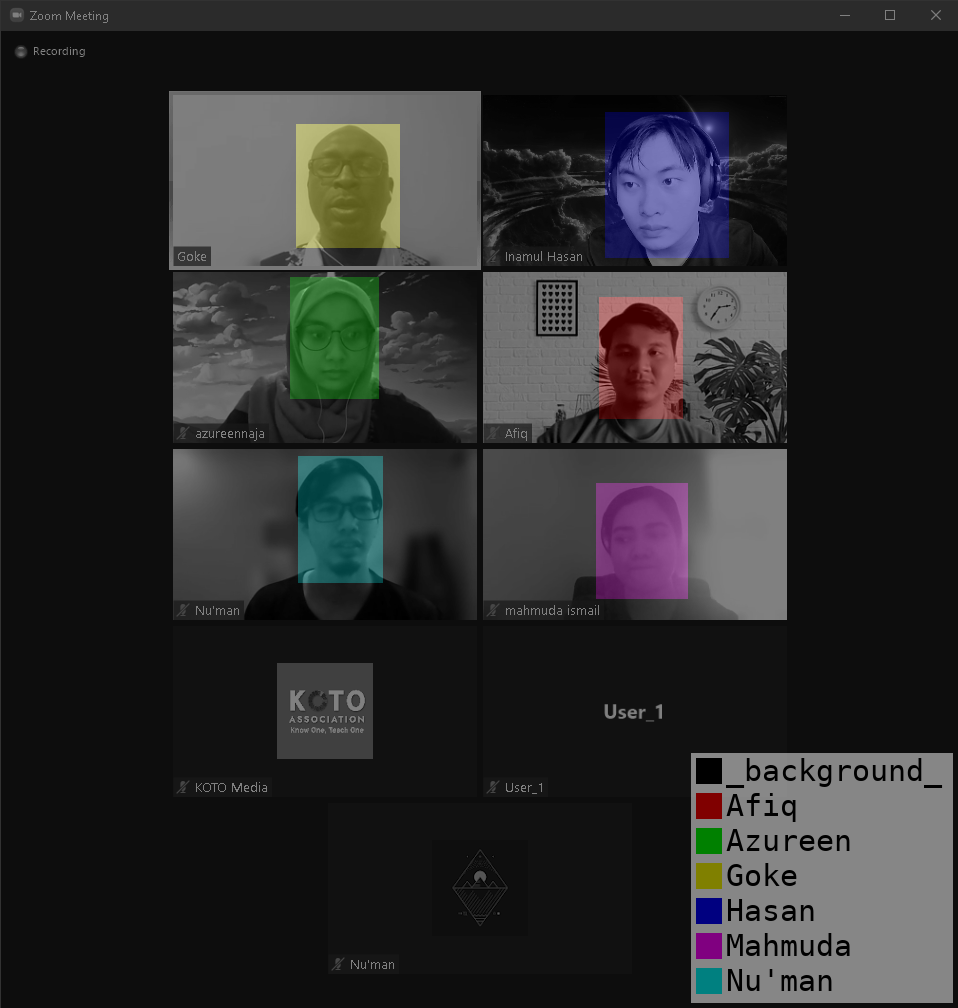 Zoom Meeting
Recording
Goke
Inamul Hasan
azureennaja
Afiq
Nu'man
mahmuda ismail
KOTO
ASSOCIATION
Know One, Teach One
User_1
KOTO Media
User_1
Nu'man
_background_
Afiq
Azureen
Goke
Hasan
Mahmuda
Nu'man